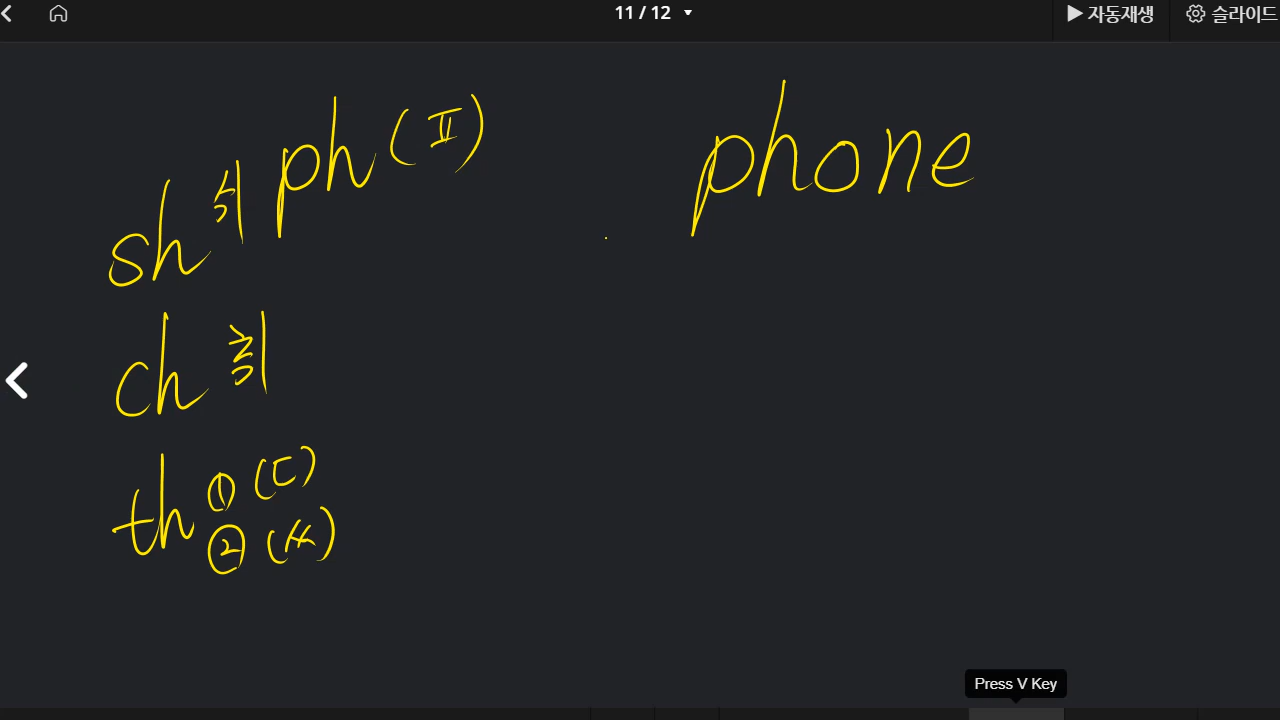 11 / 12
자동재생
슬라이드
sh 쉬
ph (ㅍ)
phone
ch 취
th ① (ㄷ)
② (ㅆ)
Press V Key